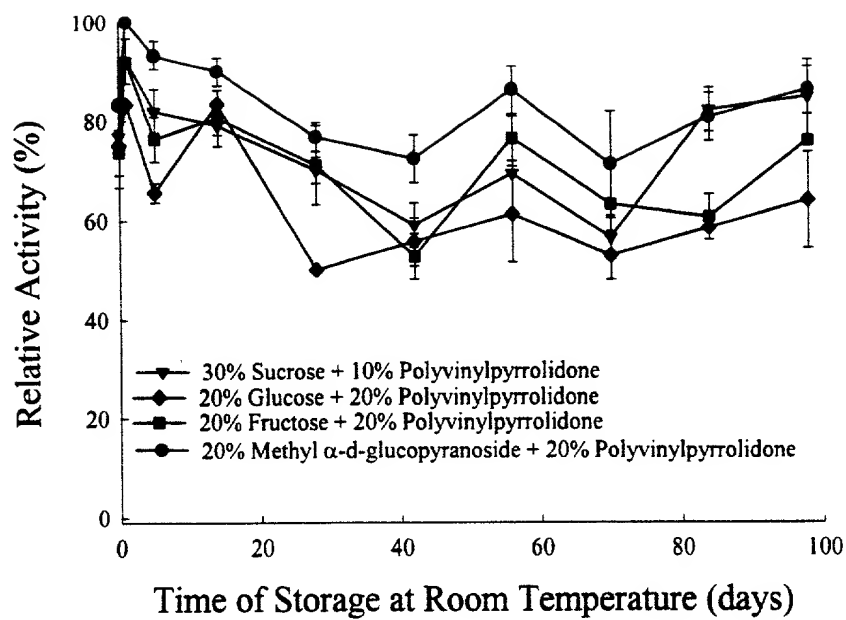 100
80
60
40
20
0
Relative Activity (%)
30% Sucrose + 10% Polyvinylpyrrolidone
20% Glucose + 20% Polyvinylpyrrolidone
20% Fructose + 20% Polyvinylpyrrolidone
20% Methyl α-d-glucopyranoside + 20% Polyvinylpyrrolidone
0 20 40 60 80 100
Time of Storage at Room Temperature (days)